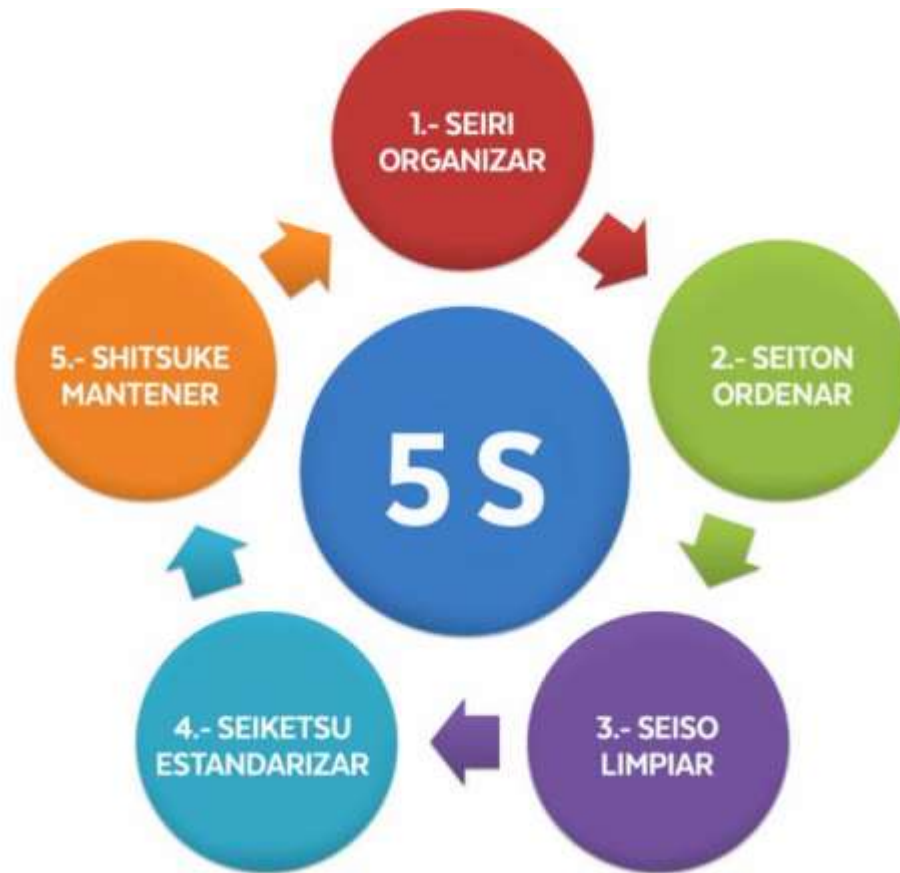 1.- SEIRI
ORGANIZAR
2.- SEITON
ORDENAR
3.- SEISO
LIMPIAR
4.- SEIKETSU
ESTANDARIZAR
5.- SHITSUKE
MANTENER
5 S